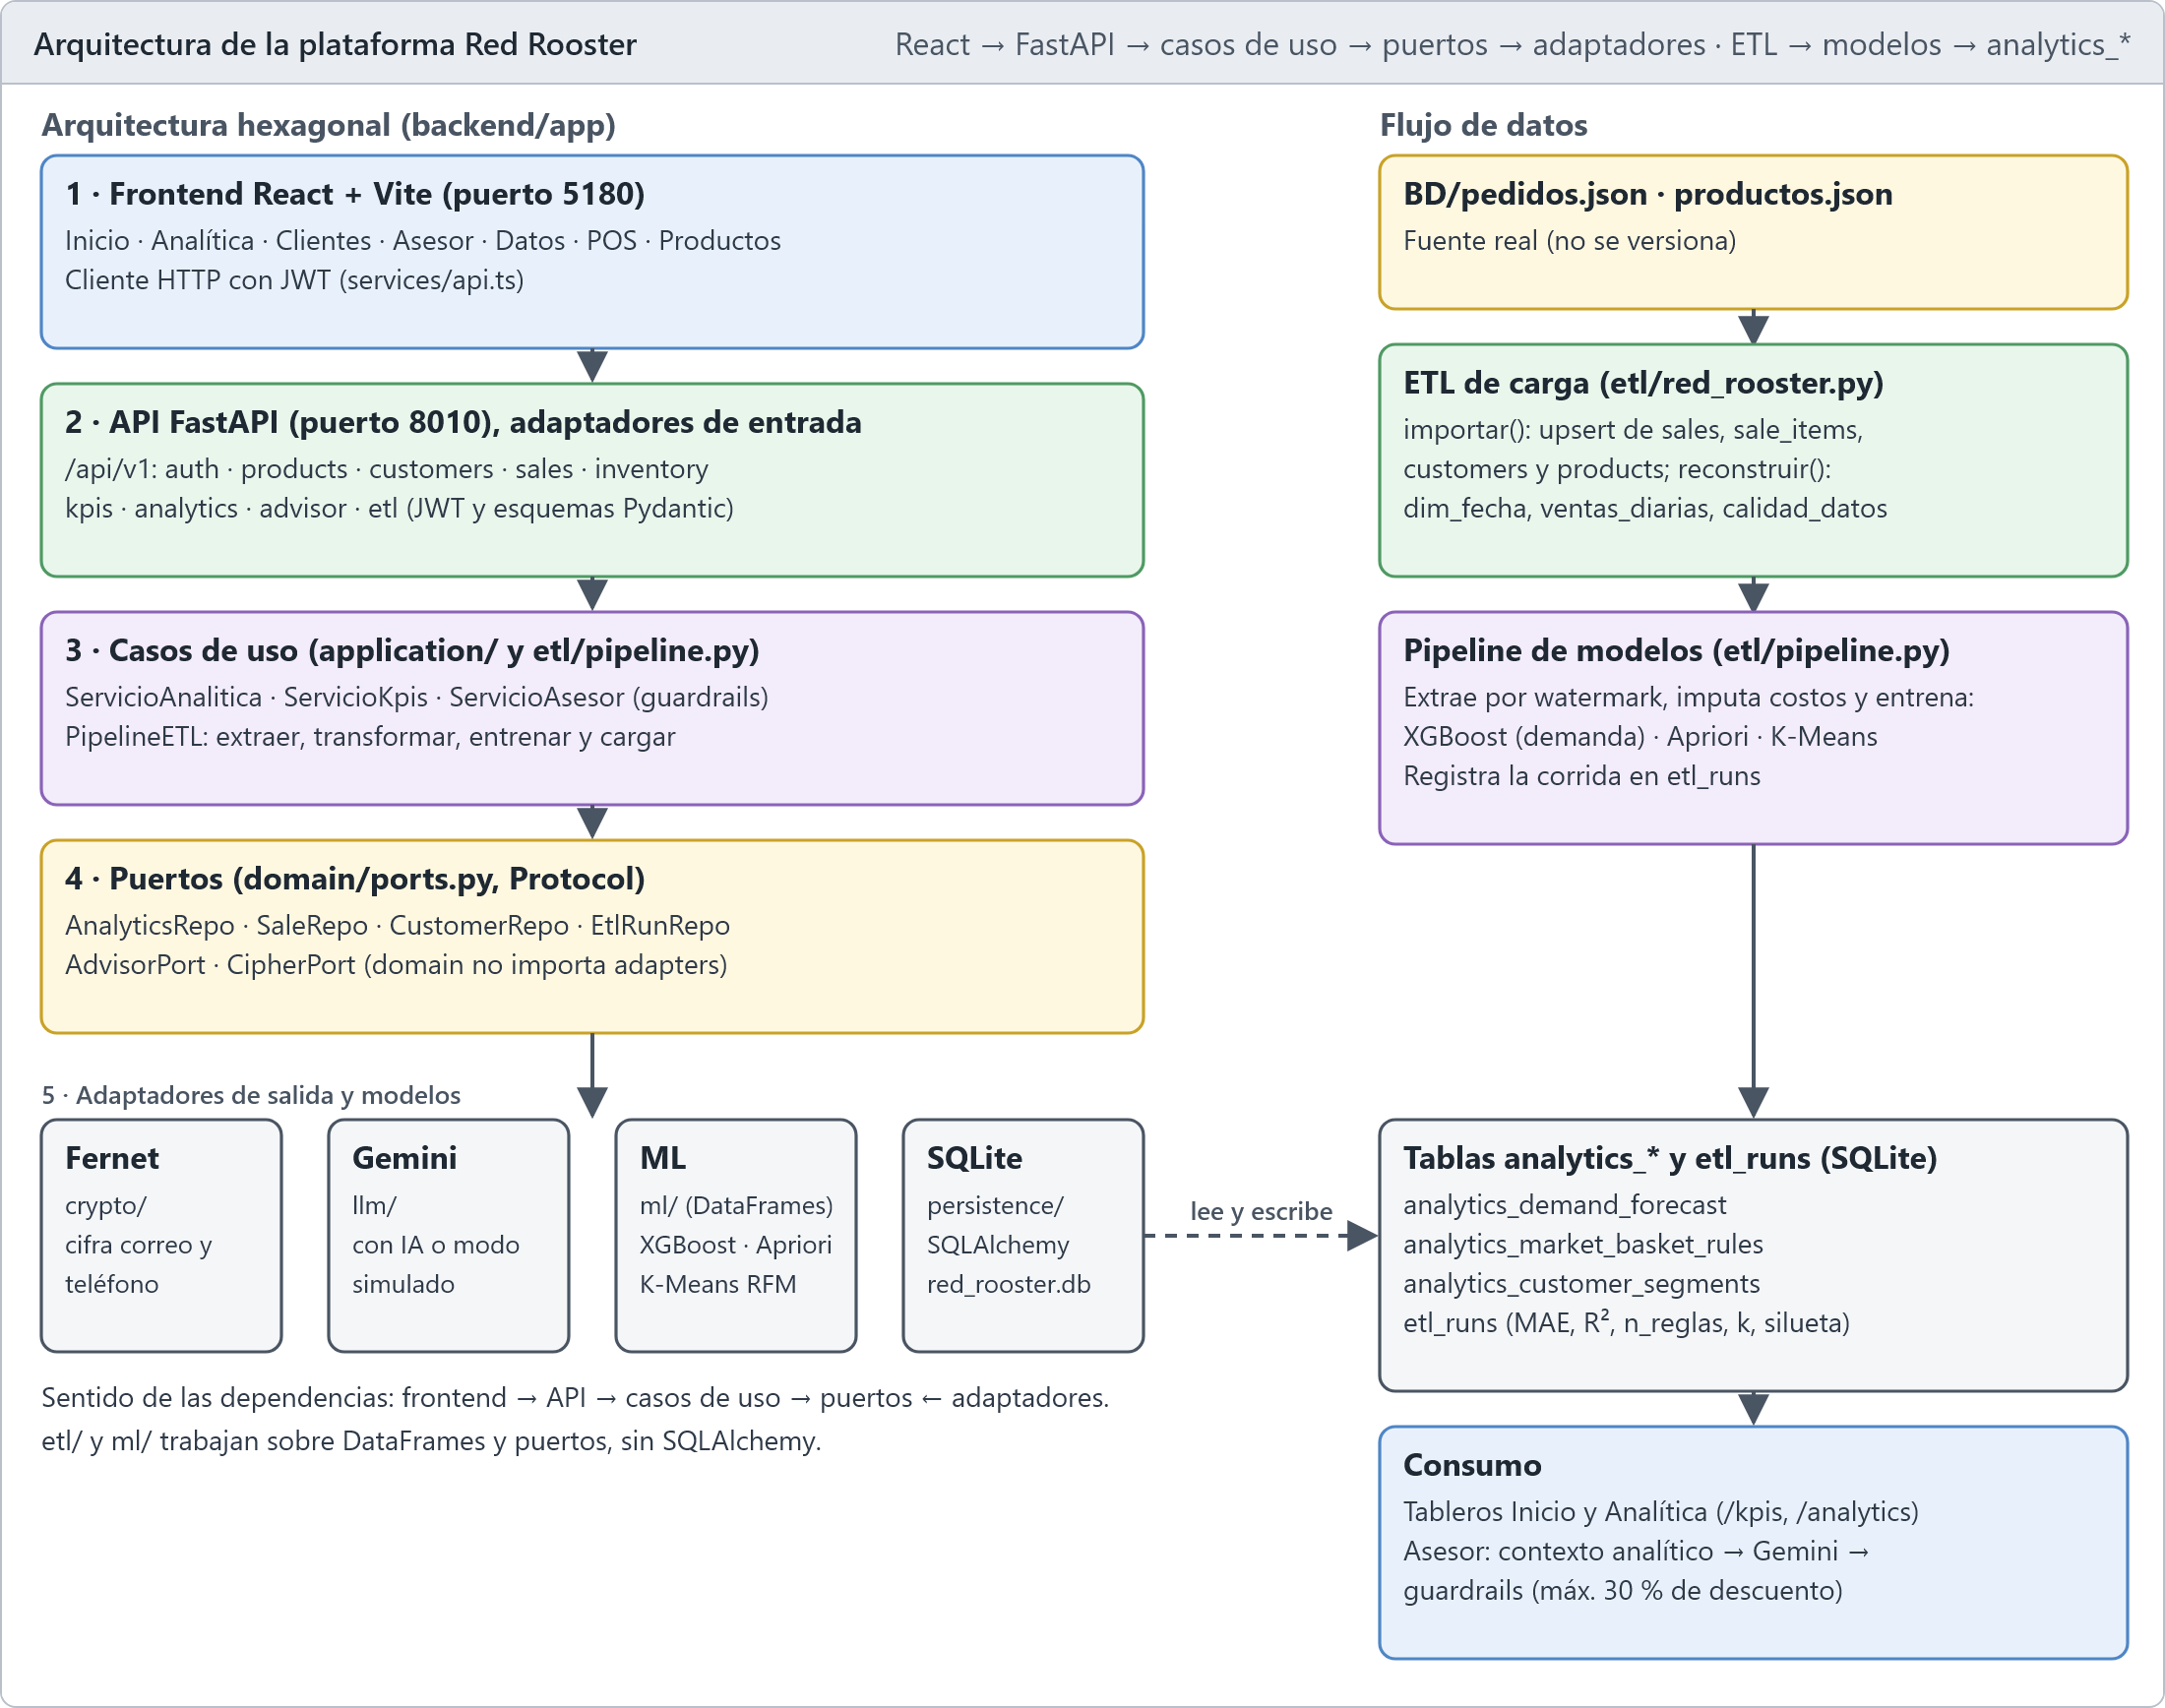 Arquitectura de la plataforma Red Rooster
React → FastAPI → casos de uso → puertos → adaptadores · ETL → modelos → analytics_*
Arquitectura hexagonal (backend/app)
1 · Frontend React + Vite (puerto 5180)
Inicio · Analítica · Clientes · Asesor · Datos · POS · Productos
Cliente HTTP con JWT (services/api.ts)
2 · API FastAPI (puerto 8010), adaptadores de entrada
/api/v1: auth · products · customers · sales · inventory
kpis · analytics · advisor · etl (JWT y esquemas Pydantic)
3 · Casos de uso (application/ y etl/pipeline.py)
ServicioAnalitica · ServicioKpis · ServicioAsesor (guardrails)
PipelineETL: extraer, transformar, entrenar y cargar
4 · Puertos (domain/ports.py, Protocol)
AnalyticsRepo · SaleRepo · CustomerRepo · EtlRunRepo
AdvisorPort · CipherPort (domain no importa adapters)
5 · Adaptadores de salida y modelos
Fernet
crypto/
cifra correo y
teléfono
Gemini
llm/
con IA o modo
simulado
ML
ml/ (DataFrames)
XGBoost · Apriori
K-Means RFM
SQLite
persistence/
SQLAlchemy
red_rooster.db
lee y escribe
Sentido de las dependencias: frontend → API → casos de uso → puertos ← adaptadores.
etl/ y ml/ trabajan sobre DataFrames y puertos, sin SQLAlchemy.
Flujo de datos
BD/pedidos.json · productos.json
Fuente real (no se versiona)
ETL de carga (etl/red_rooster.py)
importar(): upsert de sales, sale_items,
customers y products; reconstruir():
dim_fecha, ventas_diarias, calidad_datos
Pipeline de modelos (etl/pipeline.py)
Extrae por watermark, imputa costos y entrena:
XGBoost (demanda) · Apriori · K-Means
Registra la corrida en etl_runs
Tablas analytics_* y etl_runs (SQLite)
analytics_demand_forecast
analytics_market_basket_rules
analytics_customer_segments
etl_runs (MAE, R², n_reglas, k, silueta)
Consumo
Tableros Inicio y Analítica (/kpis, /analytics)
Asesor: contexto analítico → Gemini →
guardrails (máx. 30 % de descuento)